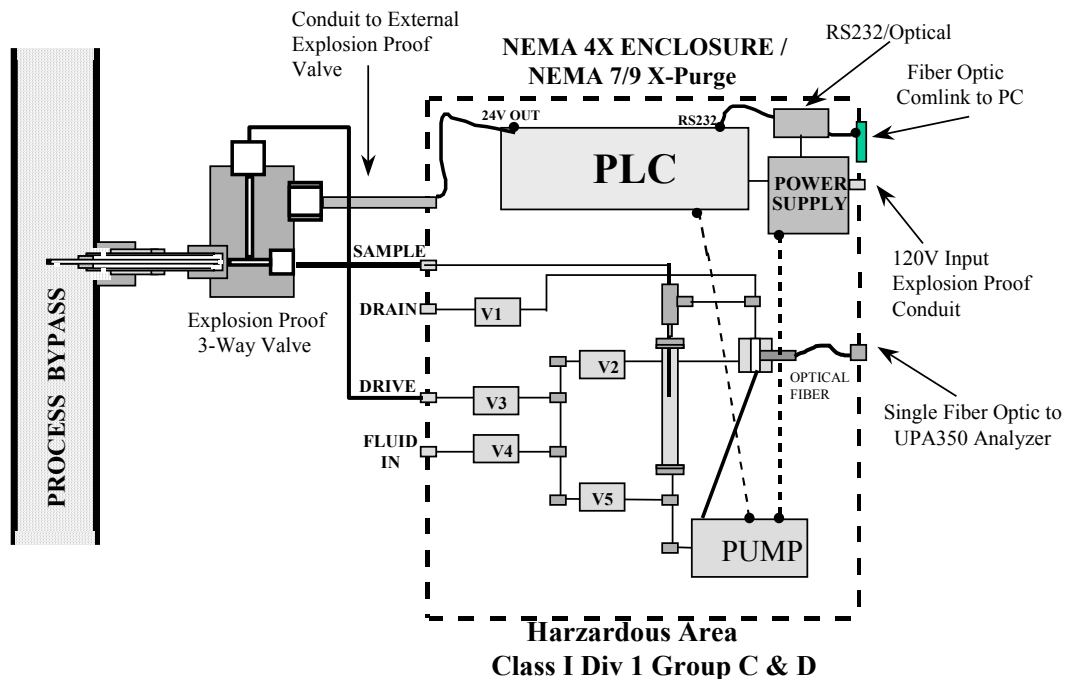 Conduit to External
Explosion Proof
Valve
NEMA 4X ENCLOSURE /
NEMA 7/9 X-Purge
RS232/Optical
Fiber Optic
Comlink to PC
24V OUT
RS232
PLC
POWER
SUPPLY
120V Input
Explosion Proof
Conduit
PROCESS BYPASS
Explosion Proof
3-Way Valve
SAMPLE
DRAIN
V1
V2
DRIVE
V3
FLUID
IN
V4
V5
OPTICAL
FIBER
Single Fiber Optic to
UPA350 Analyzer
PUMP
Harzardous Area
Class I Div 1 Group C & D